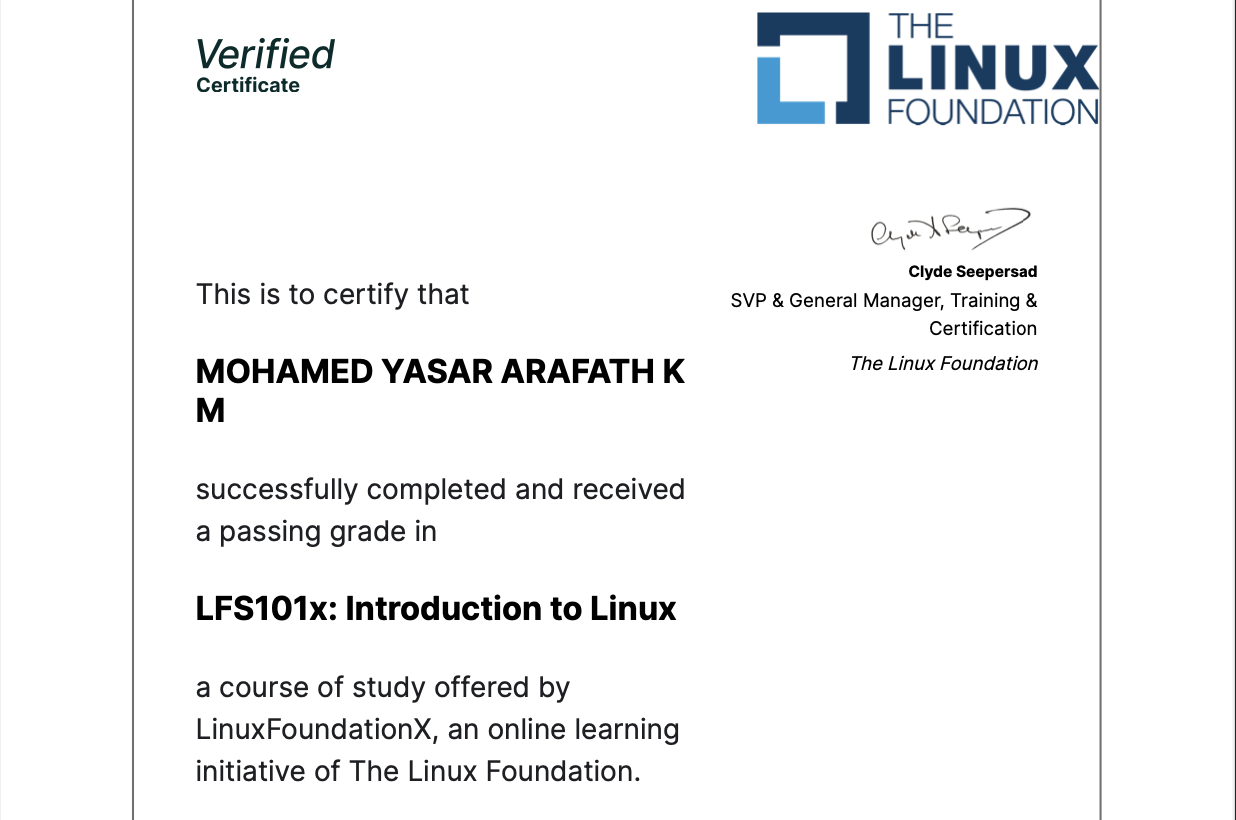 Verified
Certificate
THE
LINUX
FOUNDATION
Clyde Seepersad
SVP & General Manager, Training &
Certification
The Linux Foundation
This is to certify that
MOHAMED YASAR ARAFATH K
M
successfully completed and received
a passing grade in
LFS101x: Introduction to Linux
a course of study offered by
LinuxFoundationX, an online learning
initiative of The Linux Foundation.